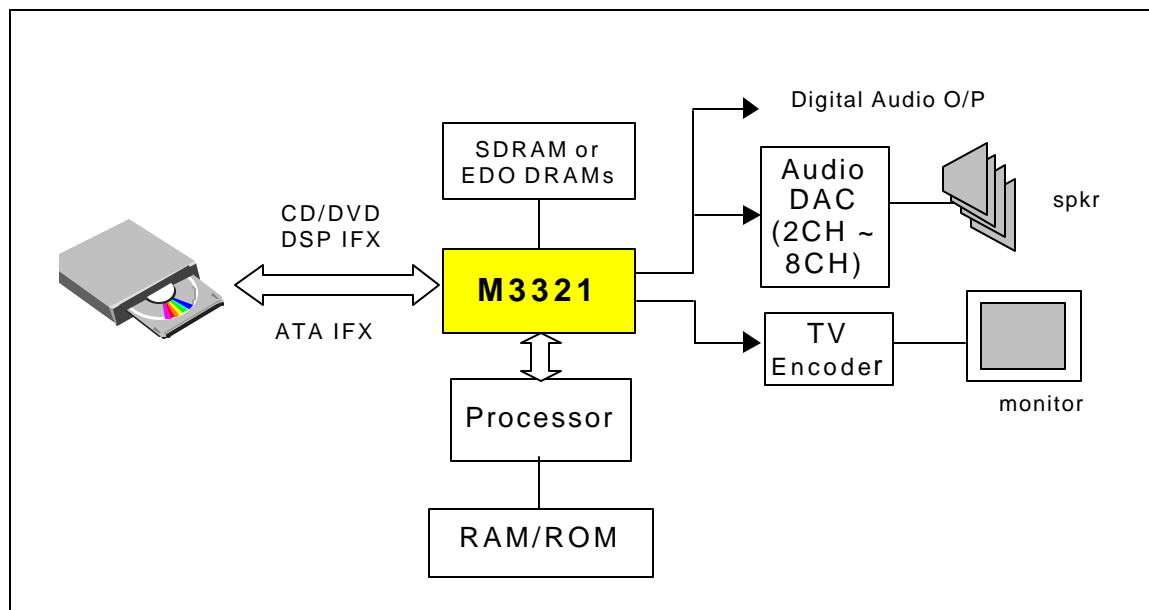 Digital Audio O/P
SDRAM or
EDO DRAMs
Audio
DAC
(2CH ~
8CH)
spkr
CD/DVD
DSP IFX
M3321
ATA IFX
TV
Encoder
monitor
Processor
RAM/ROM